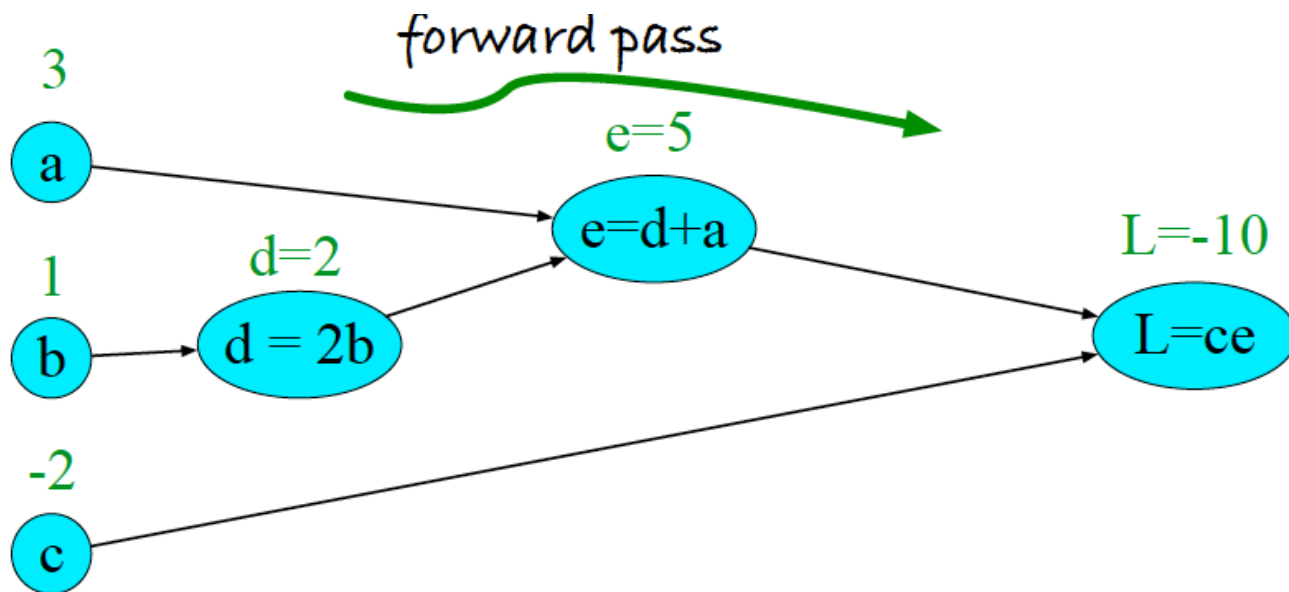 forward pass
3
a
e=5
e=d+a
1
b
d=2
d = 2b
L=-10
L=ce
-2
c